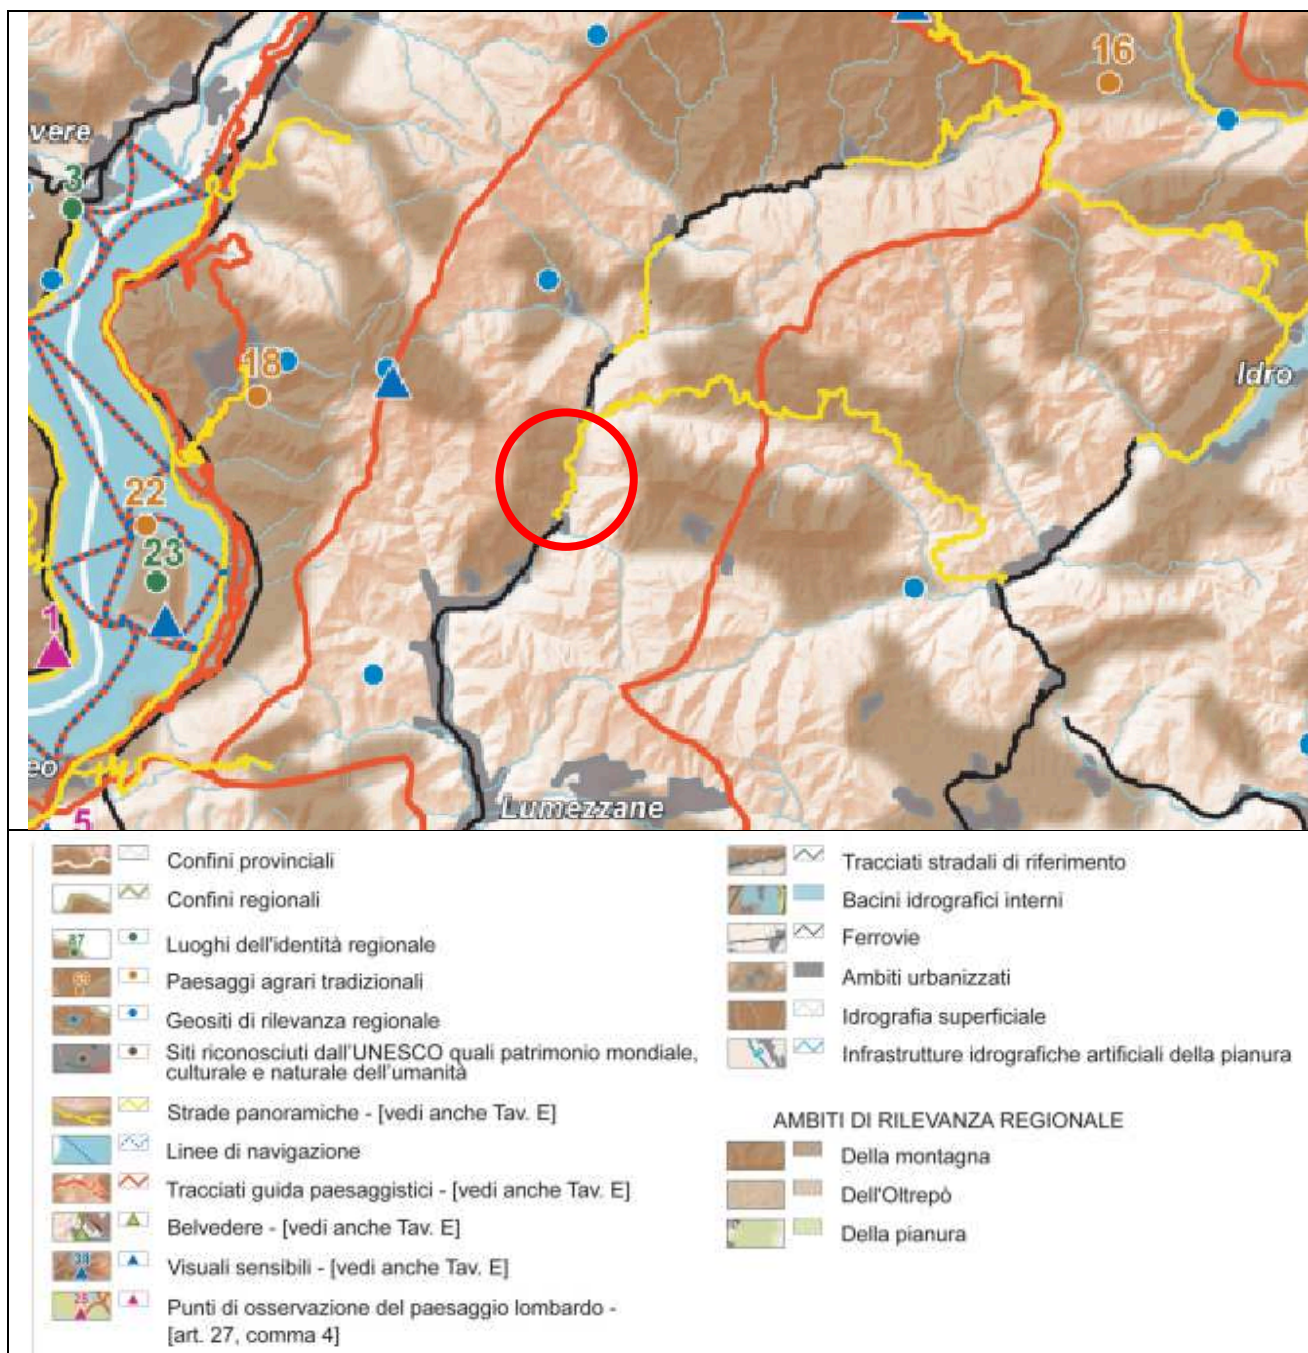 16
vere
3
Idro
18
22
23
1
eo
5
Lumezzane
Confini provinciali
Confini regionali
Luoghi dell'identità regionale
Paesaggi agrari tradizionali
Geositi di rilevanza regionale
Siti riconosciuti dall'UNESCO quali patrimonio mondiale,
culturale e naturale dell'umanità
Strade panoramiche - [vedi anche Tav. E]
Linee di navigazione
Tracciati guida paesaggistici - [vedi anche Tav. E]
Belvedere - [vedi anche Tav. E]
Visuali sensibili - [vedi anche Tav. E]
Punti di osservazione del paesaggio lombardo -
[art. 27, comma 4]
Tracciati stradali di riferimento
Bacini idrografici interni
Ferrovie
Ambiti urbanizzati
Idrografia superficiale
Infrastrutture idrografiche artificiali della pianura
AMBITI DI RILEVANZA REGIONALE
Della montagna
Dell'Oltrepò
Della pianura